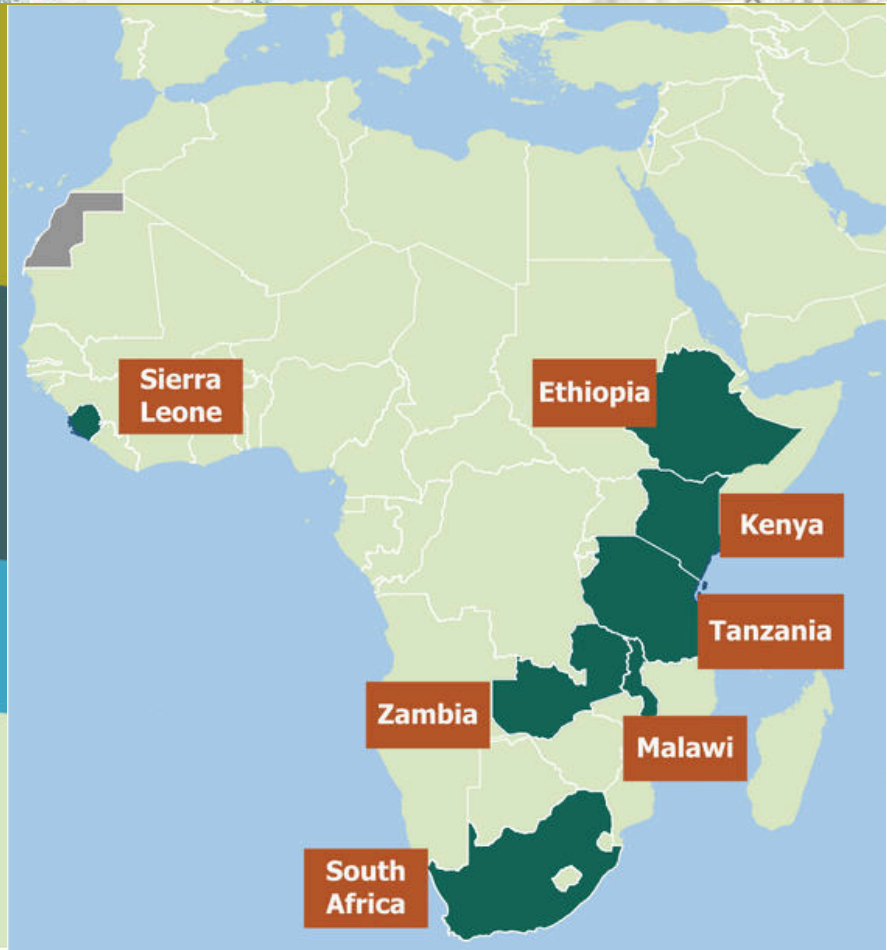 Sierra
Leone
Ethiopia
Kenya
Tanzania
Zambia
Malawi
South
Africa